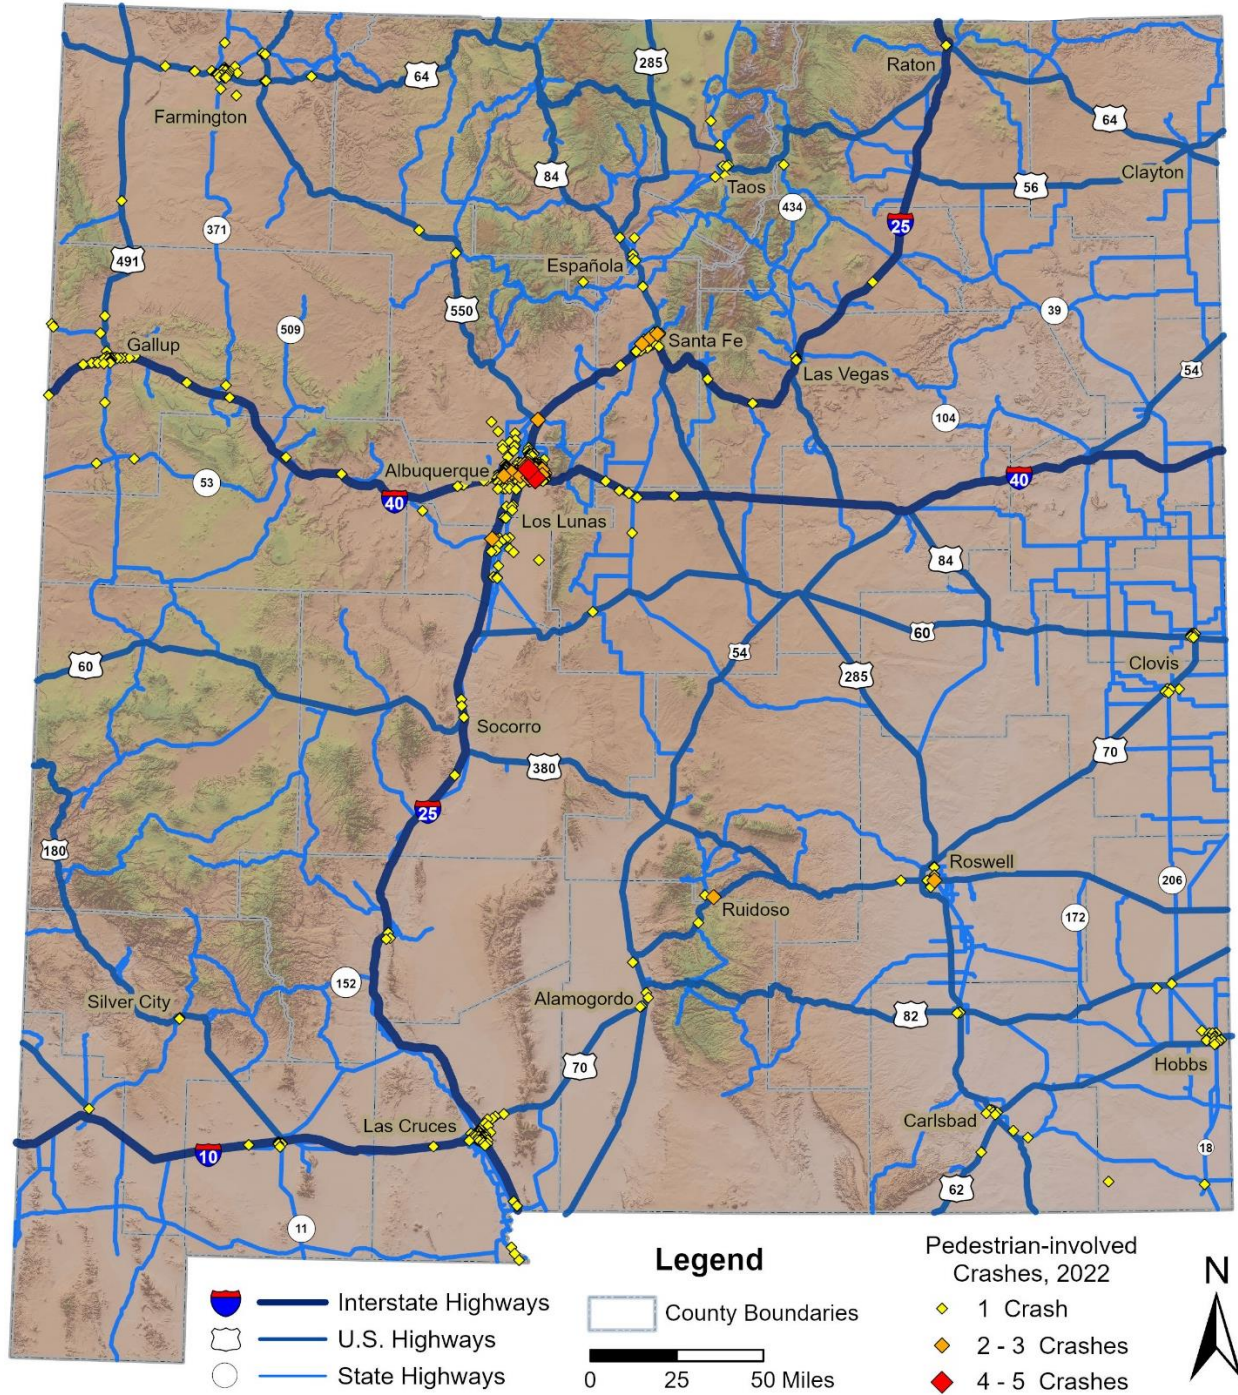 Raton
285
64
Farmington
64
Clayton
84
Taos
56
434
371
25
491
Española
550
39
509
Gallup
Santa Fe
Las Vegas
54
104
Albuquerque
53
40
40
Los Lunas
84
60
54
60
285
Clovis
Socorro
70
380
25
180
Roswell
206
Ruidoso
172
152
Silver City
Alamogordo
82
70
Hobbs
Las Cruces
Carlsbad
10
18
62
11
Legend
Interstate Highways
U.S. Highways
State Highways
County Boundaries
0 25 50 Miles
Pedestrian-involved
Crashes, 2022
1 Crash
2 - 3 Crashes
4 - 5 Crashes
N